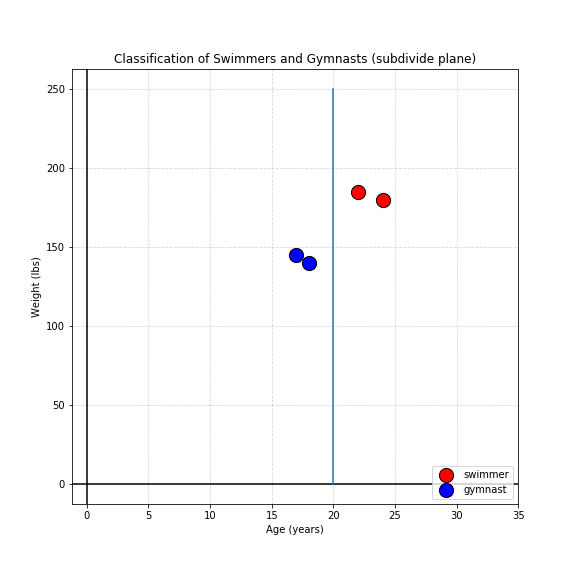 Classification of Swimmers and Gymnasts (subdivide plane)
250
200
150
100
50
0
Weight (lbs)
0 5 10 15 20 25 30 35
Age (years)
swimmer
gymnast